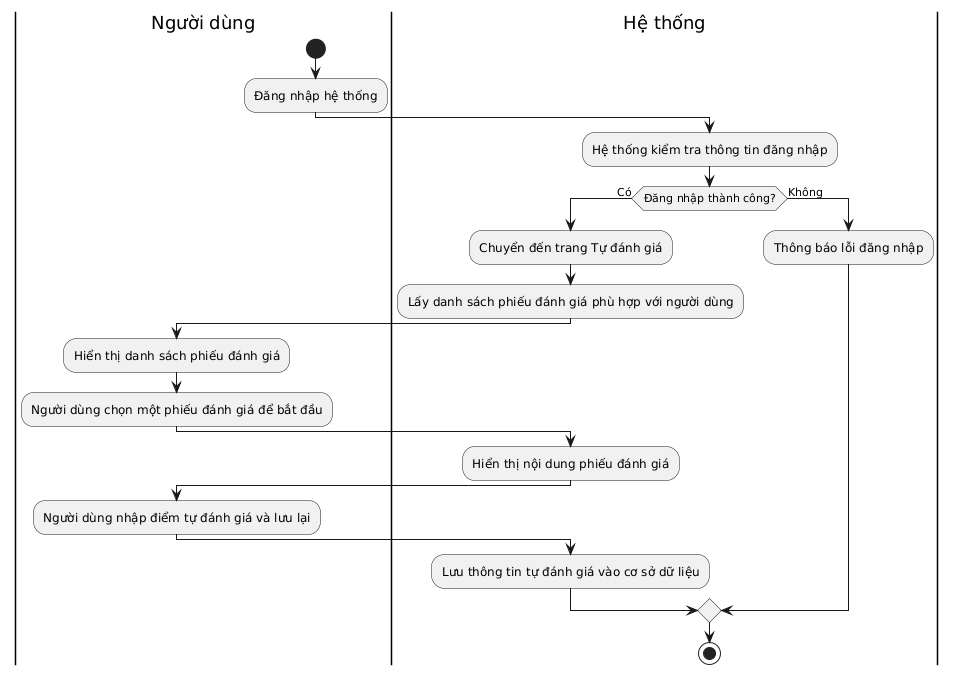 Người dùng
Hệ thống
Đăng nhập hệ thống
Hệ thống kiểm tra thông tin đăng nhập
Có
Đăng nhập thành công?
Không
Chuyển đến trang Tự đánh giá
Thông báo lỗi đăng nhập
Lấy danh sách phiếu đánh giá phù hợp với người dùng
Hiển thị danh sách phiếu đánh giá
Người dùng chọn một phiếu đánh giá để bắt đầu
Hiển thị nội dung phiếu đánh giá
Người dùng nhập điểm tự đánh giá và lưu lại
Lưu thông tin tự đánh giá vào cơ sở dữ liệu